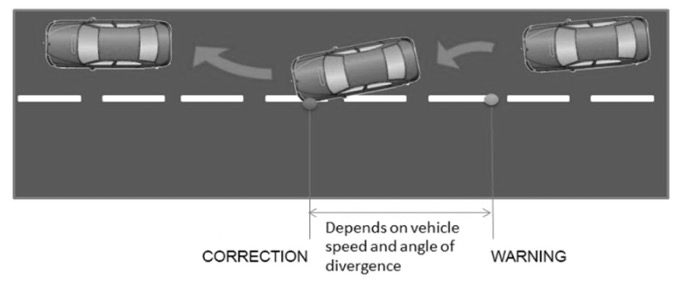 Depends on vehicle
speed and angle of
divergence
CORRECTION
WARNING